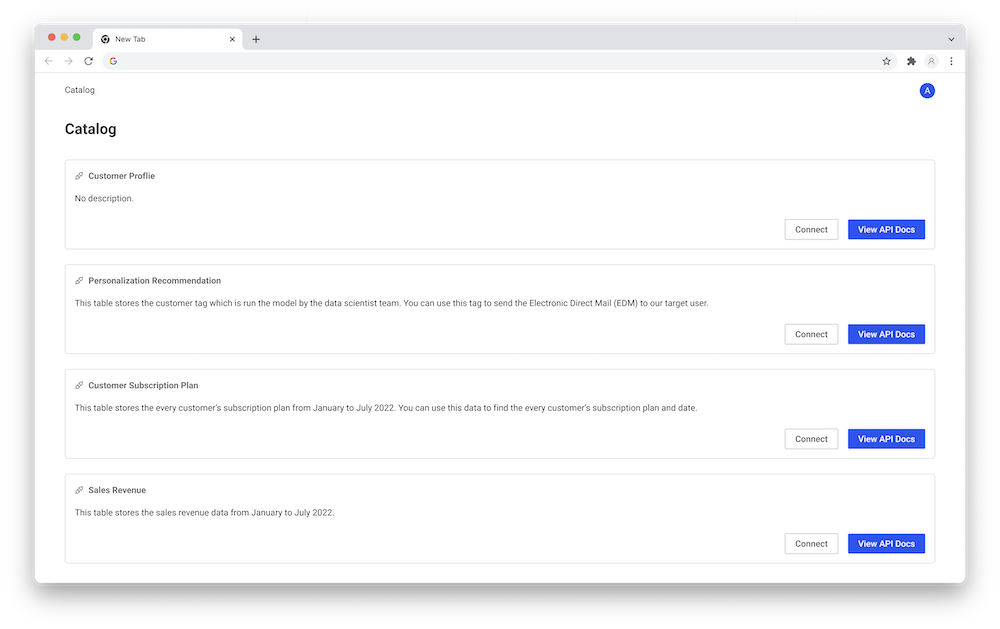 New Tab
Catalog
A
Catalog
Customer Proflie
No description.
Connect
View API Docs
Personalization Recommendation
This table stores the customer tag which is run the model by the data scientist team. You can use this tag to send the Electronic Direct Mail (EDM) to our target user.
Connect
View API Docs
Customer Subscription Plan
This table stores the every customer's subscription plan from January to July 2022. You can use this data to find the every customer's subscription plan and date.
Connect
View API Docs
Sales Revenue
This table stores the sales revenue data from January to July 2022.
Connect
View API Docs